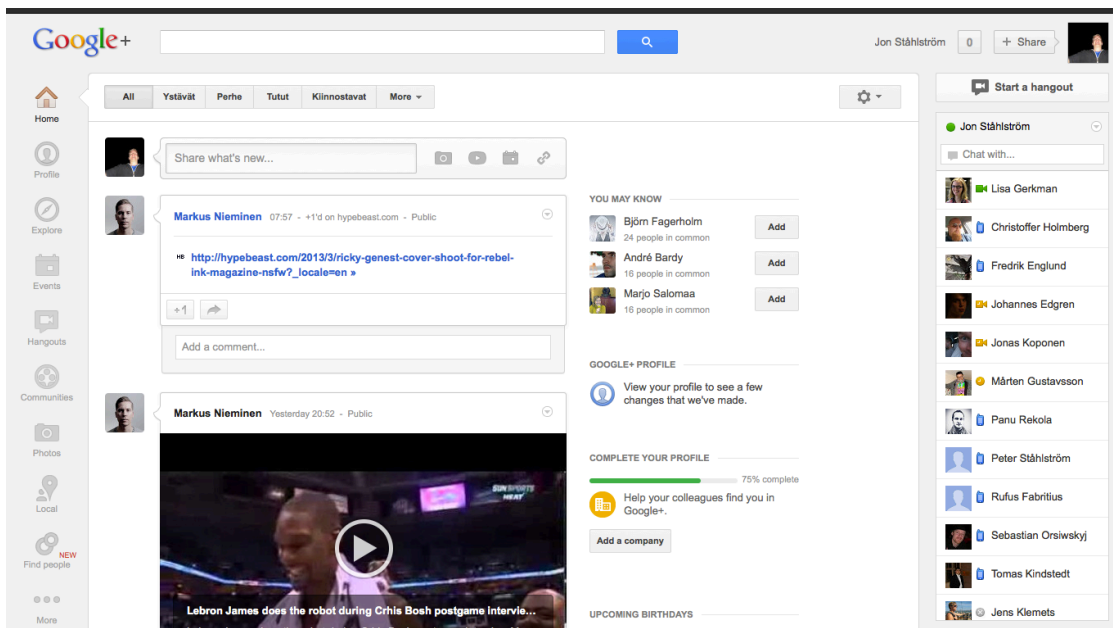 Google+
Jon Ståhlström
0
+ Share
Home
Profile
Explore
Events
Hangouts
Communities
Photos
Local
NEW
Find people
More
All
Ystävät
Perhe
Tutut
Kiinnostavat
More
Share what's new...
Markus Nieminen 07:57 - +1'd on hypebeast.com - Public
HB http://hypebeast.com/2013/3/ricky-genest-cover-shoot-for-rebel-
ink-magazine-nsfw?_locale=en »
+1
Add a comment...
Markus Nieminen Yesterday 20:52 - Public
SUN SPORTS
HEAT
Lebron James does the robot during Crhis Bosh postgame intervie...
YOU MAY KNOW
Björn Fagerholm
24 people in common
Add
André Bardy
16 people in common
Add
Marjo Salomaa
16 people in common
Add
GOOGLE+ PROFILE
View your profile to see a few
changes that we've made.
COMPLETE YOUR PROFILE
75% complete
Help your colleagues find you in
Google+.
Add a company
UPCOMING BIRTHDAYS
Start a hangout
Jon Ståhlström
Chat with...
Lisa Gerkman
Christoffer Holmberg
Fredrik Englund
Johannes Edgren
Jonas Koponen
Mårten Gustavsson
Panu Rekola
Peter Ståhlström
Rufus Fabritius
Sebastian Orsiwskyj
Tomas Kindstedt
Jens Klemets